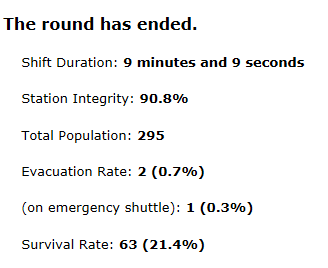 The round has ended.
Shift Duration: 9 minutes and 9 seconds
Station Integrity: 90.8%
Total Population: 295
Evacuation Rate: 2 (0.7%)
(on emergency shuttle): 1 (0.3%)
Survival Rate: 63 (21.4%)